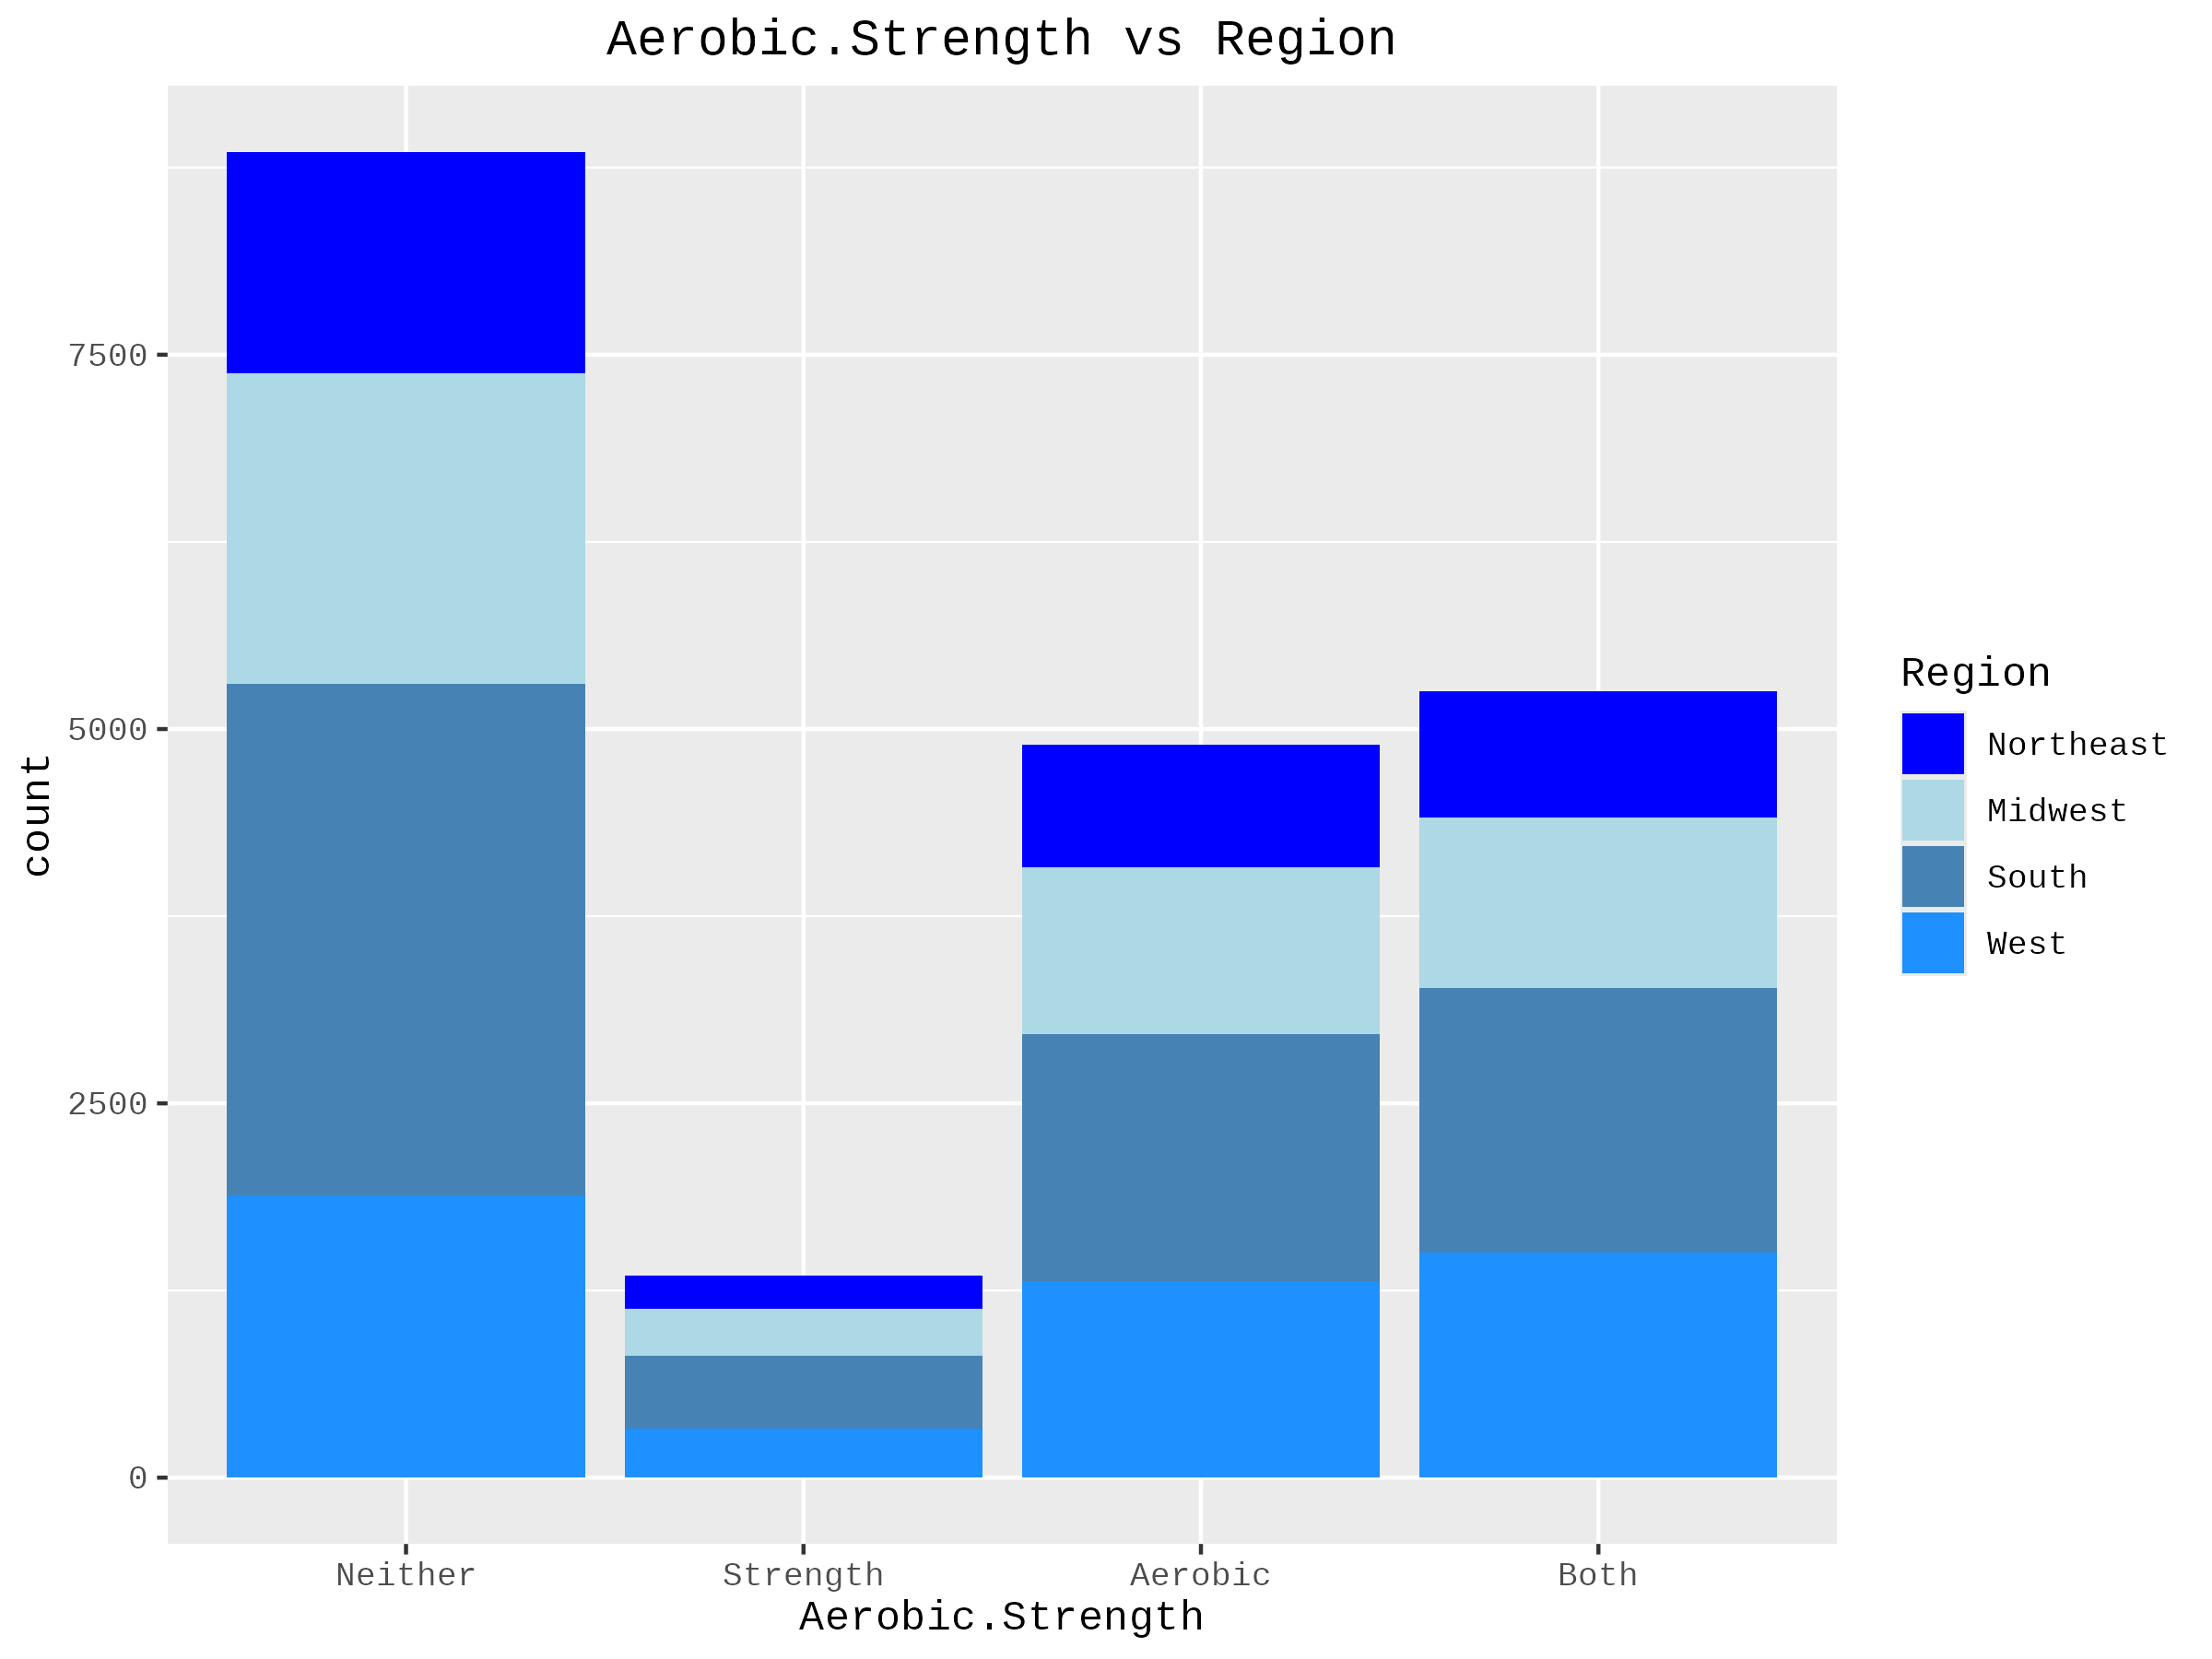 Aerobic.Strength vs Region
7500
5000
2500
0
count
Neither
Strength
Aerobic
Both
Aerobic.Strength
Region
Northeast
Midwest
South
West